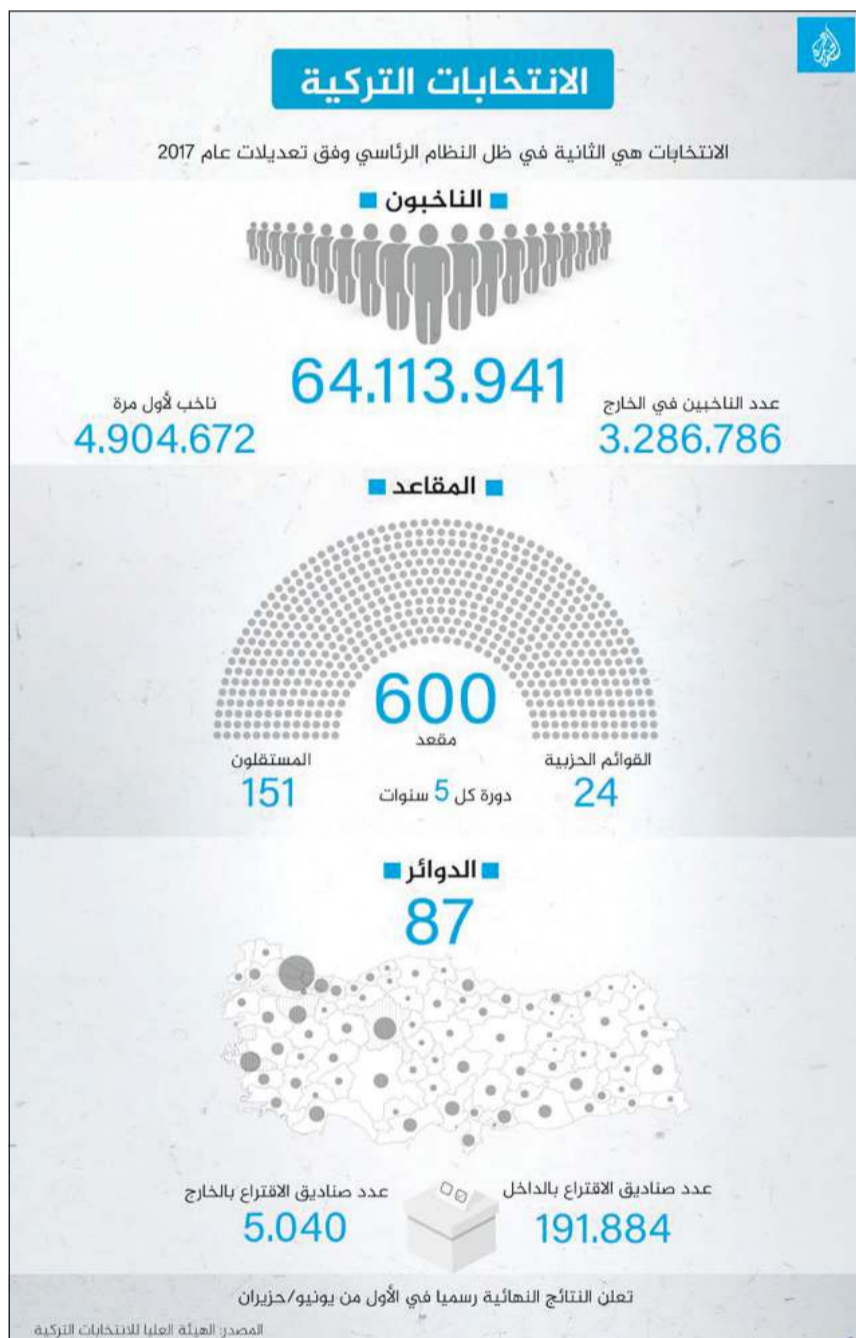 الانتخابات التركية
الانتخابات هي الثانية في ظل النظام الرئاسي وفق تعديلات عام 2017
الناخبون
64.113.941
عدد الناخبين في الخارج
3.286.786
ناخب لأول مرة
4.904.672
المقاعد
600
مقعد
القوائم الحزبية
24
دورة كل 5 سنوات
المستقلون
151
الدوائر
87
عدد صناديق الاقتراع بالداخل
191.884
عدد صناديق الاقتراع بالخارج
5.040
تعلن النتائج النهائية رسميا في الأول من يونيو/حزيران
المصدر: الهيئة العليا للانتخابات التركية